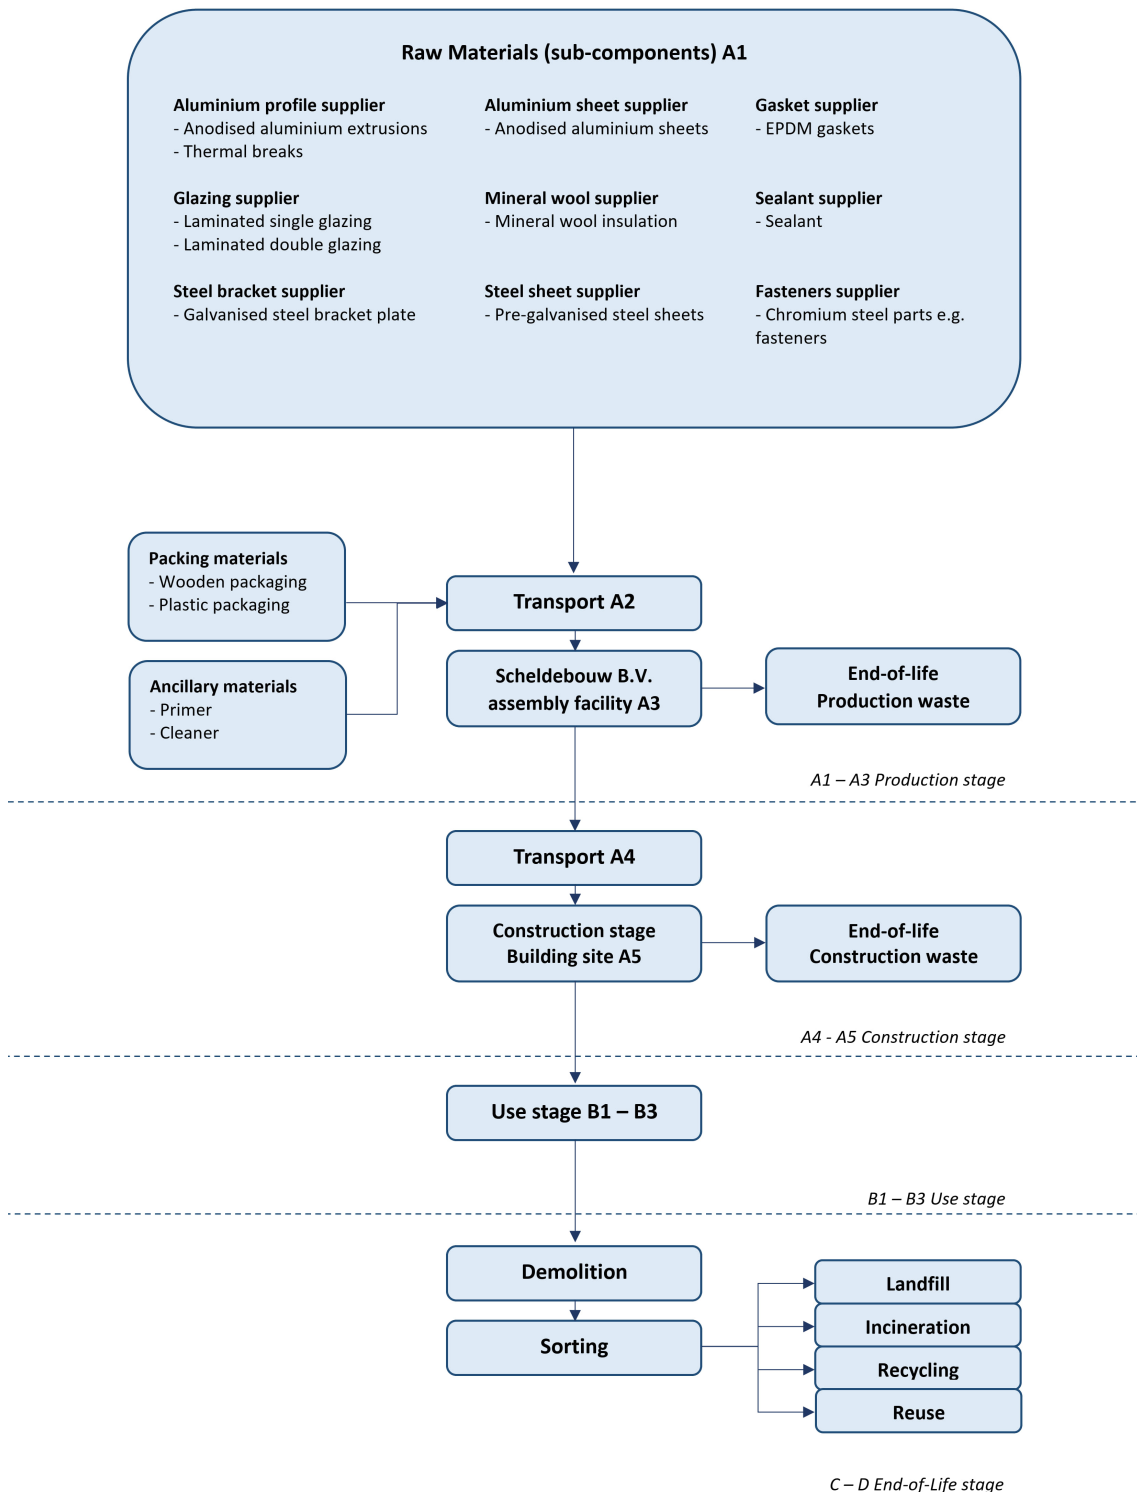 Raw Materials (sub-components) A1
Aluminium profile supplier
- Anodised aluminium extrusions
- Thermal breaks
Aluminium sheet supplier
- Anodised aluminium sheets
Gasket supplier
- EPDM gaskets
Glazing supplier
- Laminated single glazing
- Laminated double glazing
Mineral wool supplier
- Mineral wool insulation
Sealant supplier
- Sealant
Steel bracket supplier
- Galvanised steel bracket plate
Steel sheet supplier
- Pre-galvanised steel sheets
Fasteners supplier
- Chromium steel parts e.g.
fasteners
Packing materials
- Wooden packaging
- Plastic packaging
Transport A2
Ancillary materials
- Primer
- Cleaner
Scheldebouw B.V.
assembly facility A3
End-of-life
Production waste
A1 – A3 Production stage
Transport A4
Construction stage
Building site A5
End-of-life
Construction waste
A4 - A5 Construction stage
Use stage B1 – B3
B1 – B3 Use stage
Demolition
Sorting
Landfill
Incineration
Recycling
Reuse
C – D End-of-Life stage